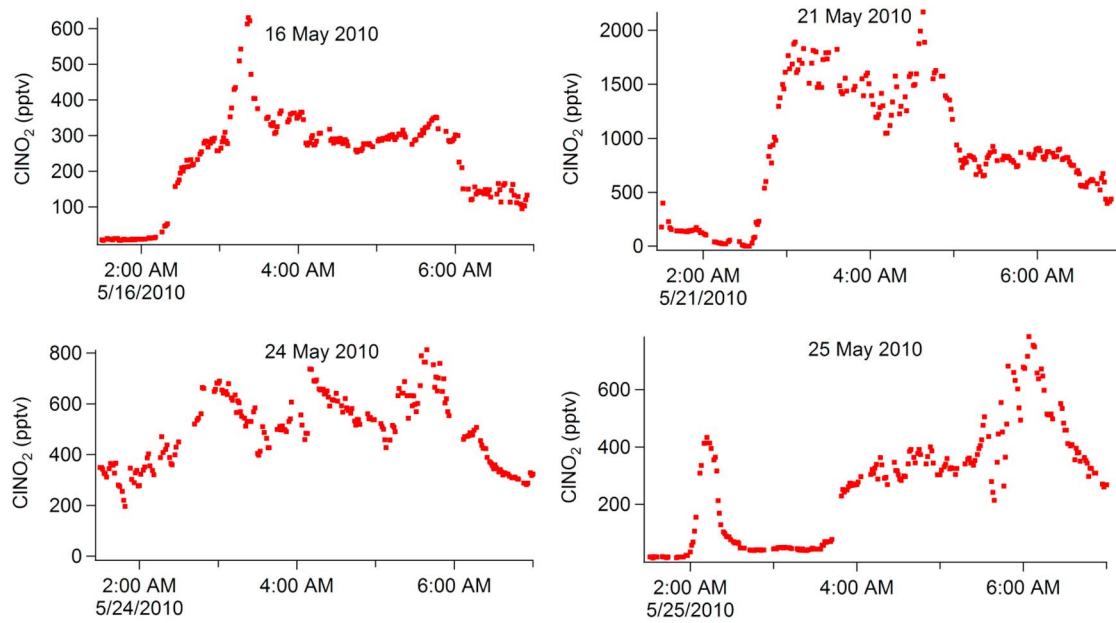 16 May 2010
ClNO₂ (pptv)
600
500
400
300
200
100
2:00 AM 4:00 AM 6:00 AM
5/16/2010
21 May 2010
ClNO₂ (pptv)
2000
1500
1000
500
0
2:00 AM 4:00 AM 6:00 AM
5/21/2010
24 May 2010
ClNO₂ (pptv)
800
600
400
200
0
2:00 AM 4:00 AM 6:00 AM
5/24/2010
25 May 2010
ClNO₂ (pptv)
600
400
200
2:00 AM 4:00 AM 6:00 AM
5/25/2010